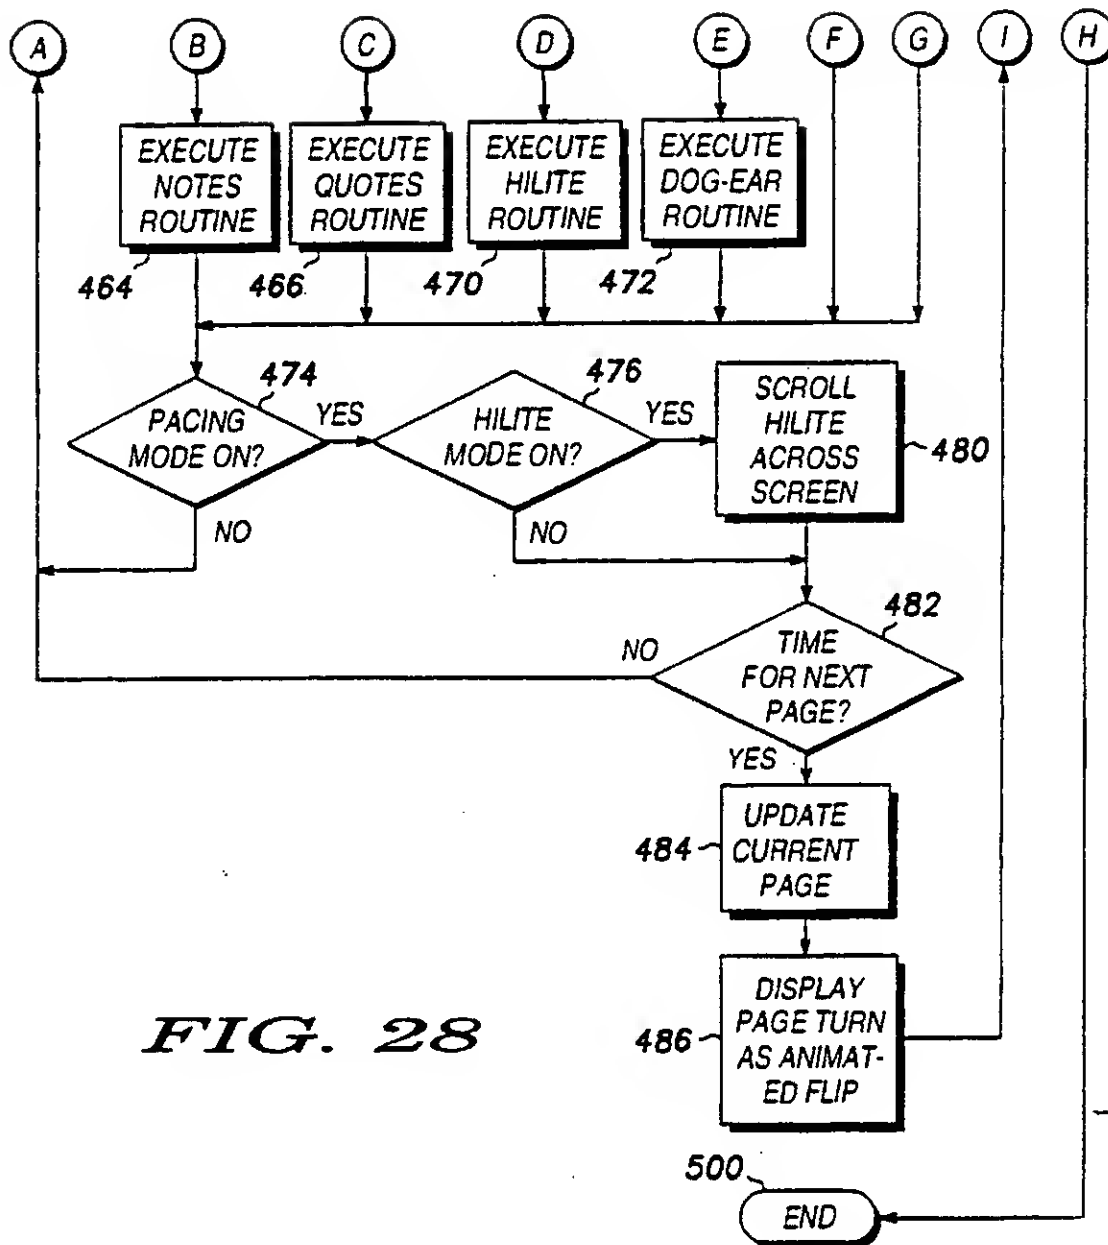 A B C D E F G I H
EXECUTE
NOTES
ROUTINE
464
EXECUTE
QUOTES
ROUTINE
466
EXECUTE
HILITE
ROUTINE
470
EXECUTE
DOG-EAR
ROUTINE
472
PACING
MODE ON?
474
YES
NO
HILITE
MODE ON?
476
YES
NO
SCROLL
HILITE
ACROSS
SCREEN
480
TIME
FOR NEXT
PAGE?
482
NO
YES
UPDATE
CURRENT
PAGE
484
DISPLAY
PAGE TURN
AS ANIMAT-
ED FLIP
486
FIG. 28
500
END